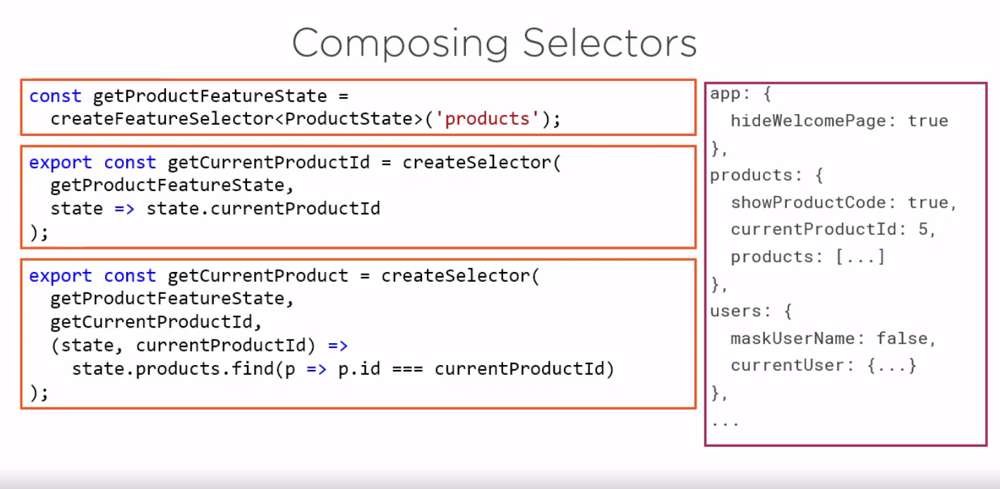 Composing Selectors
const getProductFeatureState =
createFeatureSelector<ProductState>('products');
export const getCurrentProductId = createSelector(
getProductFeatureState,
state => state.currentProductId
);
export const getCurrentProduct = createSelector(
getProductFeatureState,
getCurrentProductId,
(state, currentProductId) =>
state.products.find(p => p.id === currentProductId)
);
app: {
hideWelcomePage: true
},
products: {
showProductCode: true,
currentProductId: 5,
products: [...]
},
users: {
maskUserName: false,
currentUser: {...}
},
...